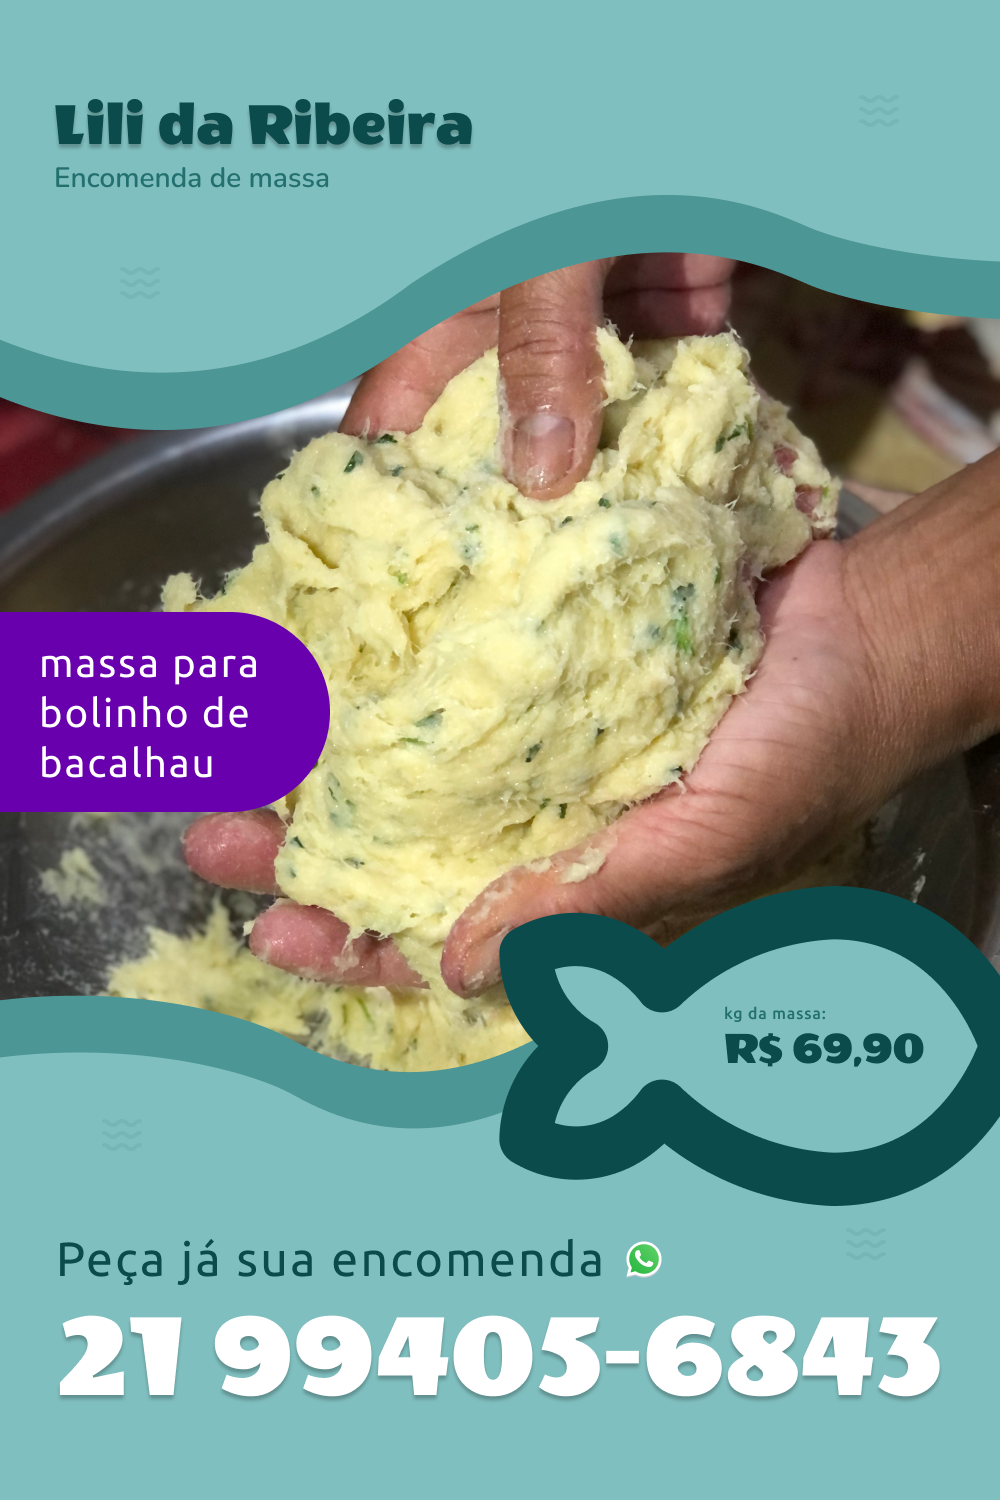 Lili da Ribeira
Encomenda de massa
massa para
bolinho de
bacalhau
kg da massa:
R$ 69,90
Peça já sua encomenda
21 99405-6843